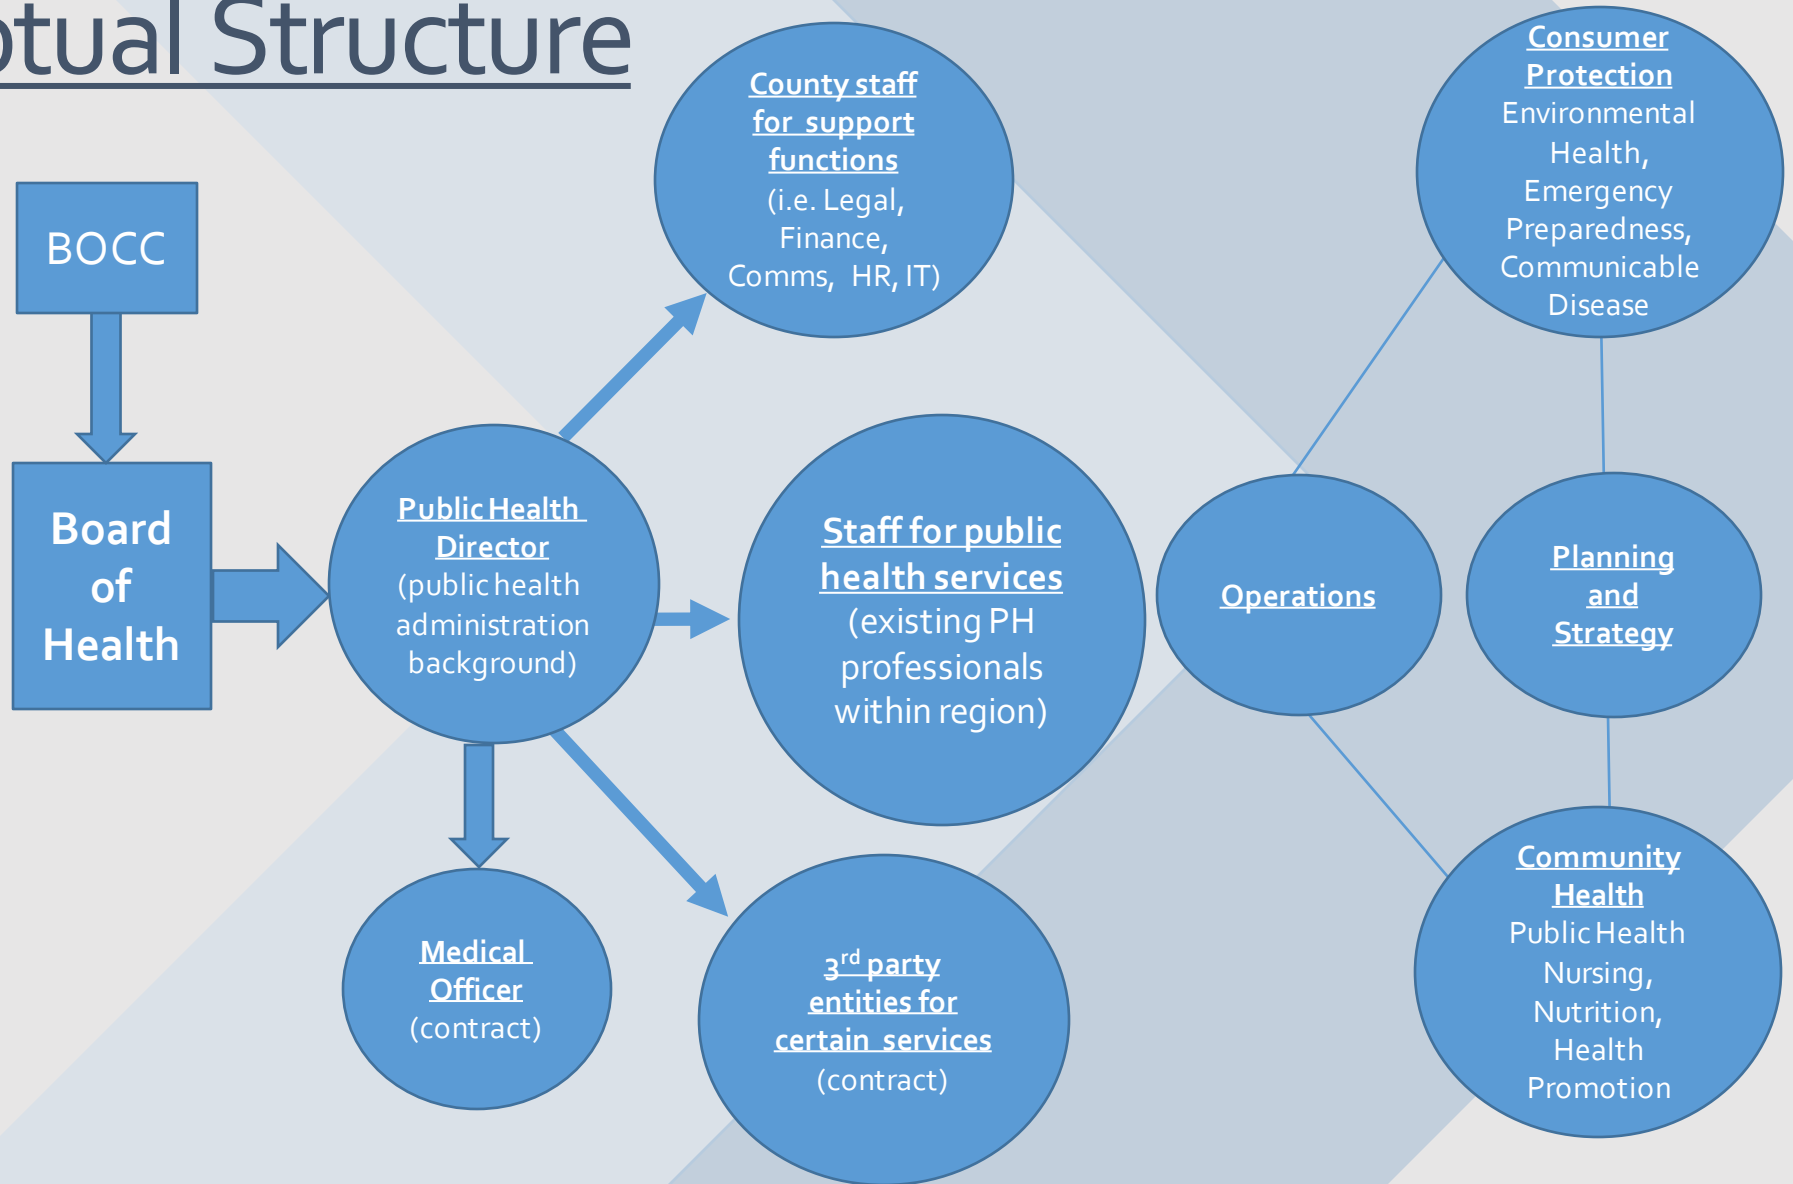 ptual Structure
BOCC
Board
of
Health
Public Health
Director
(public health
administration
background)
County staff
for support
functions
(i.e. Legal,
Finance,
Comms, HR, IT)
Staff for public
health services
(existing PH
professionals
within region)
Medical
Officer
(contract)
3rd party
entities for
certain services
(contract)
Operations
Consumer
Protection
Environmental
Health,
Emergency
Preparedness,
Communicable
Disease
Planning
and
Strategy
Community
Health
Public Health
Nursing,
Nutrition,
Health
Promotion